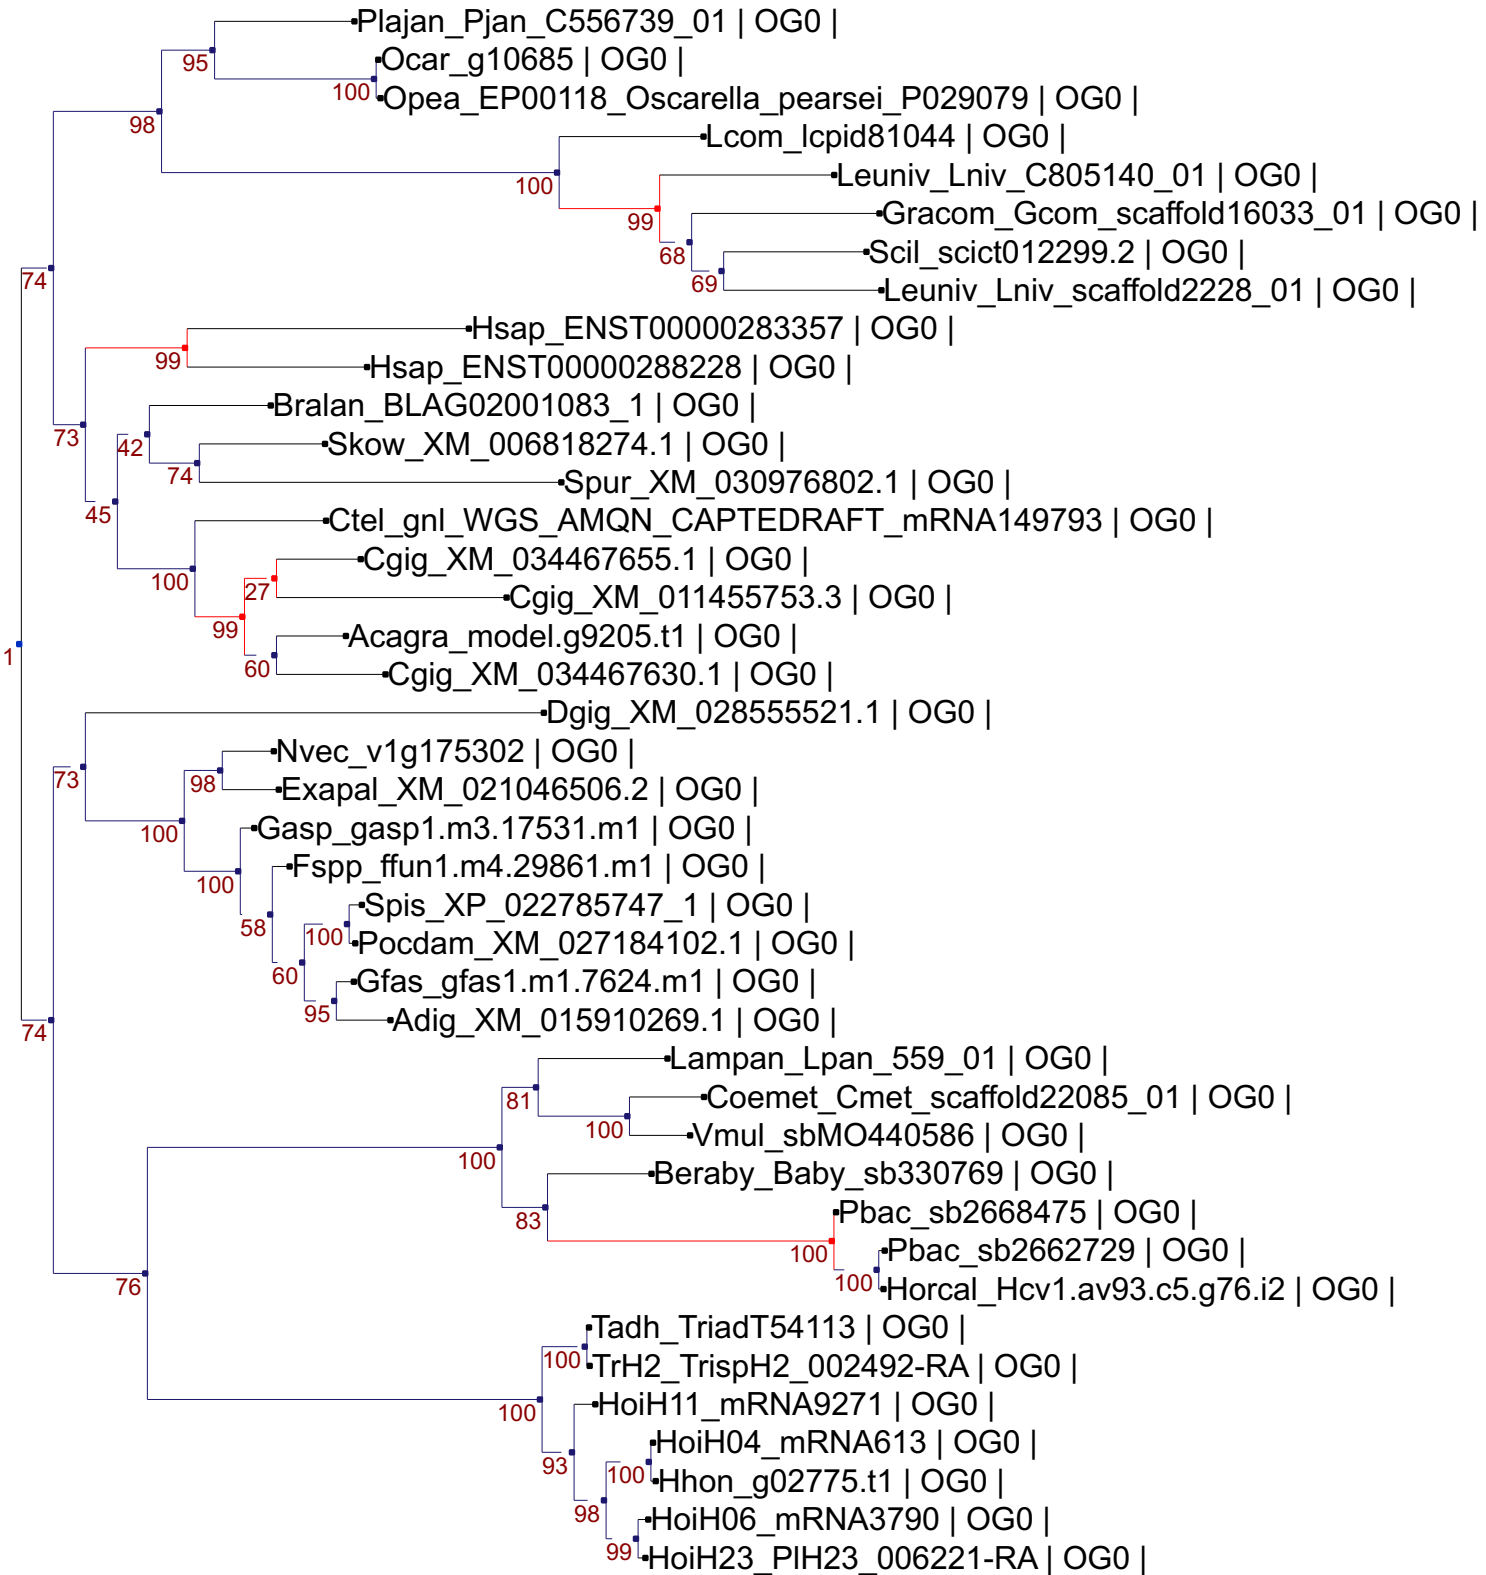 Plajan_Pjan_C556739_01 | OG0 |
95
Ocar_g10685 | OG0 |
100
Opea_EP00118_Oscarella_pearsei_P029079 | OG0 |
98
Lcom_lcpid81044 | OG0 |
100
Leuniv_Lniv_C805140_01 | OG0 |
99
Gracom_Gcom_scaffold16033_01 | OG0 |
68
Scil_scict012299.2 | OG0 |
69
Leuniv_Lniv_scaffold2228_01 | OG0 |
74
Hsap_ENST00000283357 | OG0 |
99
Hsap_ENST00000288228 | OG0 |
Bralan_BLAG02001083_1 | OG0 |
73
42
Skow_XM_006818274.1 | OG0 |
74
Spur_XM_030976802.1 | OG0 |
45
Ctel_gnl_WGS_AMQN_CAPTEDRAFT_mRNA149793 | OG0 |
Cgig_XM_034467655.1 | OG0 |
100
27
Cgig_XM_011455753.3 | OG0 |
99
Acagra_model.g9205.t1 | OG0 |
1
60
Cgig_XM_034467630.1 | OG0 |
Dgig_XM_028555521.1 | OG0 |
Nvec_v1g175302 | OG0 |
73
98
Exapal_XM_021046506.2 | OG0 |
Gasp_gasp1.m3.17531.m1 | OG0 |
100
Fspp_ffun1.m4.29861.m1 | OG0 |
100
Spis_XP_022785747_1 | OG0 |
58
100
Pocdam_XM_027184102.1 | OG0 |
60
Gfas_gfas1.m1.7624.m1 | OG0 |
95
Adig_XM_015910269.1 | OG0 |
74
Lampan_Lpan_559_01 | OG0 |
81
Coemet_Cmet_scaffold22085_01 | OG0 |
100
Vmul_sbMO440586 | OG0 |
100
Beraby_Baby_sb330769 | OG0 |
83
Pbac_sb2668475 | OG0 |
100
Pbac_sb2662729 | OG0 |
100
Horcal_Hcv1.av93.c5.g76.i2 | OG0 |
76
Tadh_TriadT54113 | OG0 |
100
TrH2_TrispH2_002492-RA | OG0 |
HoiH11_mRNA9271 | OG0 |
100
HoiH04_mRNA613 | OG0 |
93
100
Hhon_g02775.t1 | OG0 |
98
HoiH06_mRNA3790 | OG0 |
99
HoiH23_PlH23_006221-RA | OG0 |